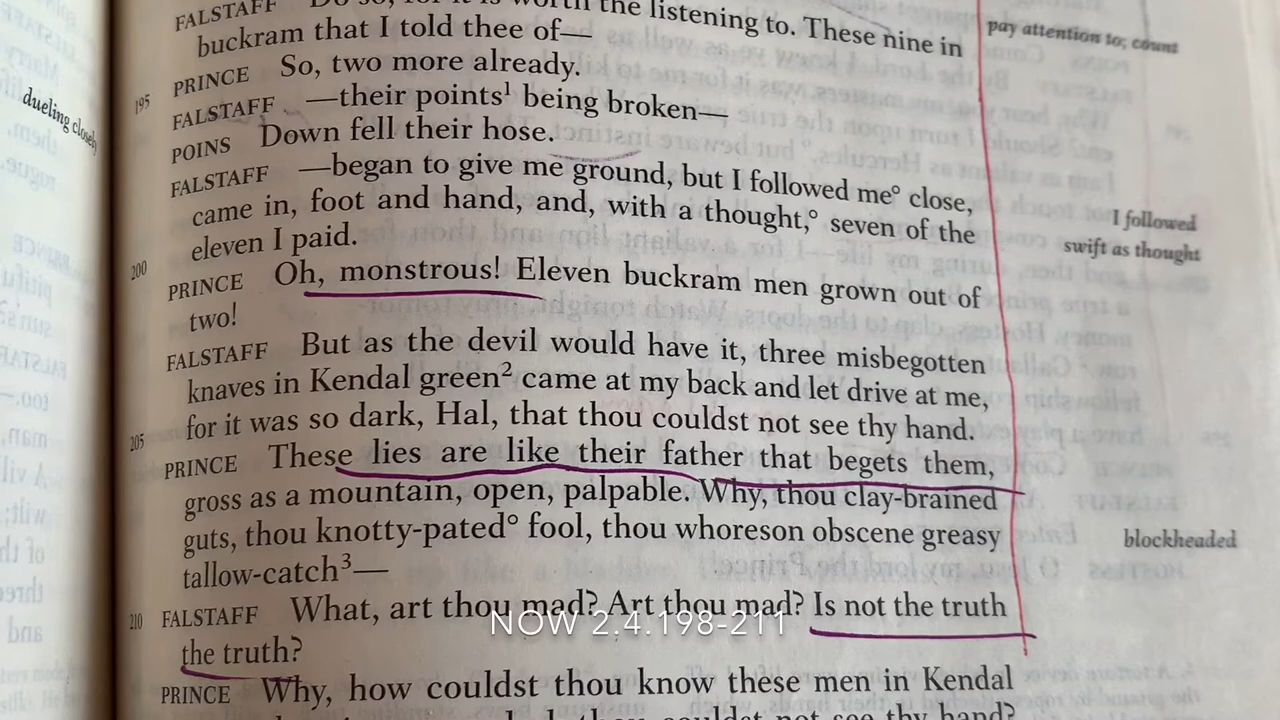 FALSTAFF Do so, for it is worth the listening to. These nine in pay attention to; count
buckram that I told thee of—
195 PRINCE So, two more already.
FALSTAFF —their points1 being broken—
POINS Down fell their hose.
FALSTAFF —began to give me ground, but I followed me° close, I followed
came in, foot and hand, and, with a thought,° seven of the swift as thought
eleven I paid.
200 PRINCE Oh, monstrous! Eleven buckram men grown out of
two!
FALSTAFF But as the devil would have it, three misbegotten
knaves in Kendal green2 came at my back and let drive at me,
for it was so dark, Hal, that thou couldst not see thy hand.
205 PRINCE These lies are like their father that begets them,
gross as a mountain, open, palpable. Why, thou clay-brained
guts, thou knotty-pated° fool, thou whoreson obscene greasy blockheaded
tallow-catch3—
210 FALSTAFF What, art thou mad? Art thou mad? Is not the truth
the truth?
PRINCE Why, how couldst thou know these men in Kendal
couldst not see thy hand?
dueling closely
NOW 2.4.198-211